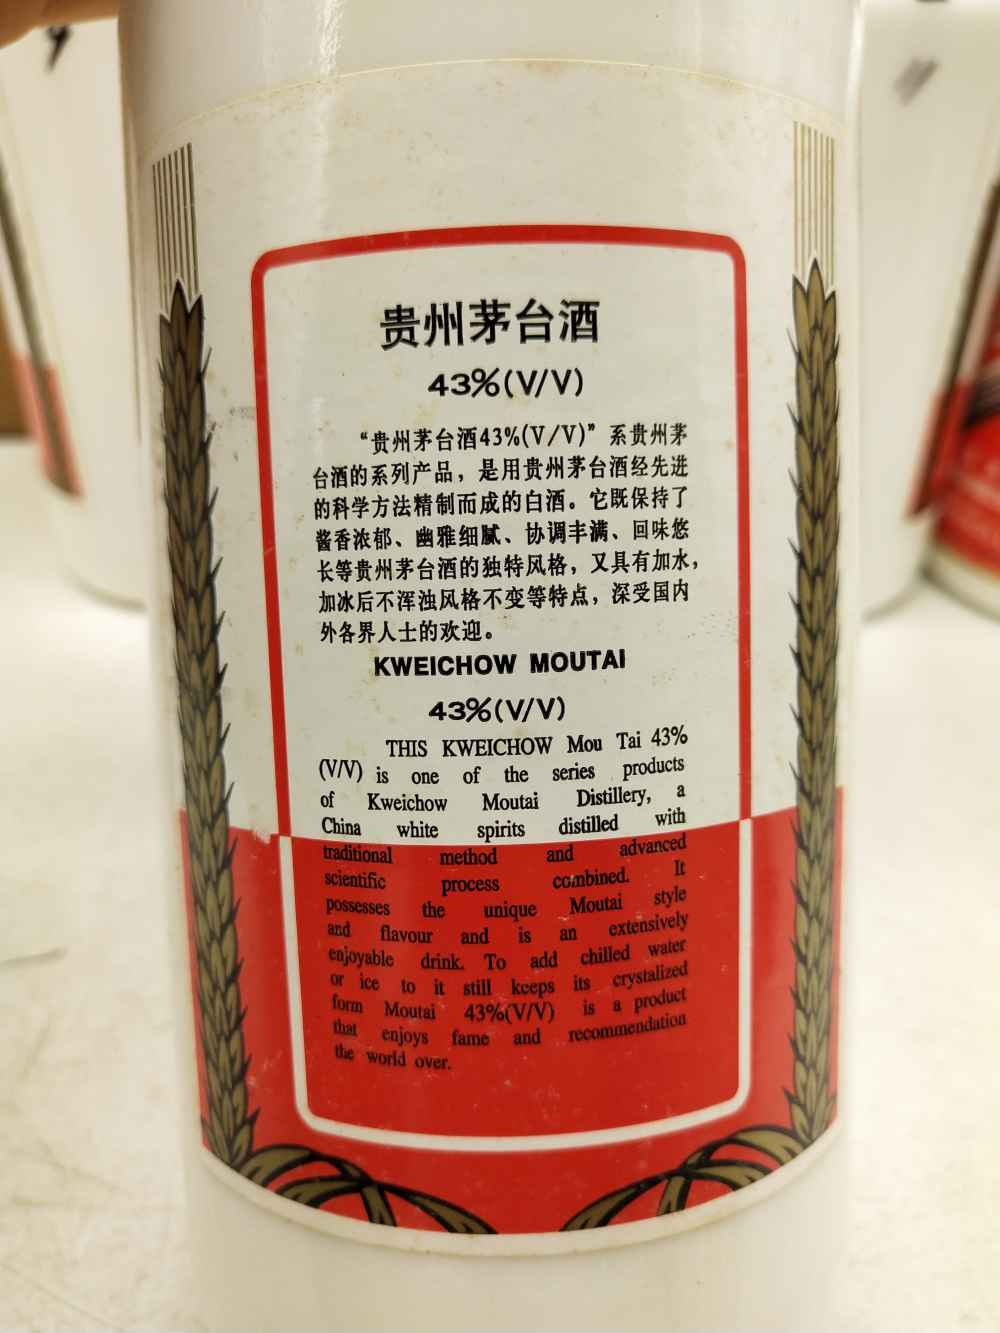 贵州茅台酒
43%(V/V)
“贵州茅台酒43%(V/V)”系贵州茅
台酒的系列产品，是用贵州茅台酒经先进
的科学方法精制而成的白酒。它既保持了
酱香浓郁、幽雅细腻、协调丰满、回味悠
长等贵州茅台酒的独特风格，又具有加水，
加冰后不浑浊风格不变等特点，深受国内
外各界人士的欢迎。
KWEICHOW MOUTAI
43%(V/V)
THIS KWEICHOW Mou Tai 43%
(V/V) is one of the series products
of Kweichow Moutai Distillery, a
China white spirits distilled with
traditional method and advanced
scientific process combined. It
possesses the unique Moutai style
and flavour and is an extensively
enjoyable drink. To add chilled water
or ice to it still keeps its crystalized
form Moutai 43%(V/V) is a product
that enjoys fame and recommendation
the world over.